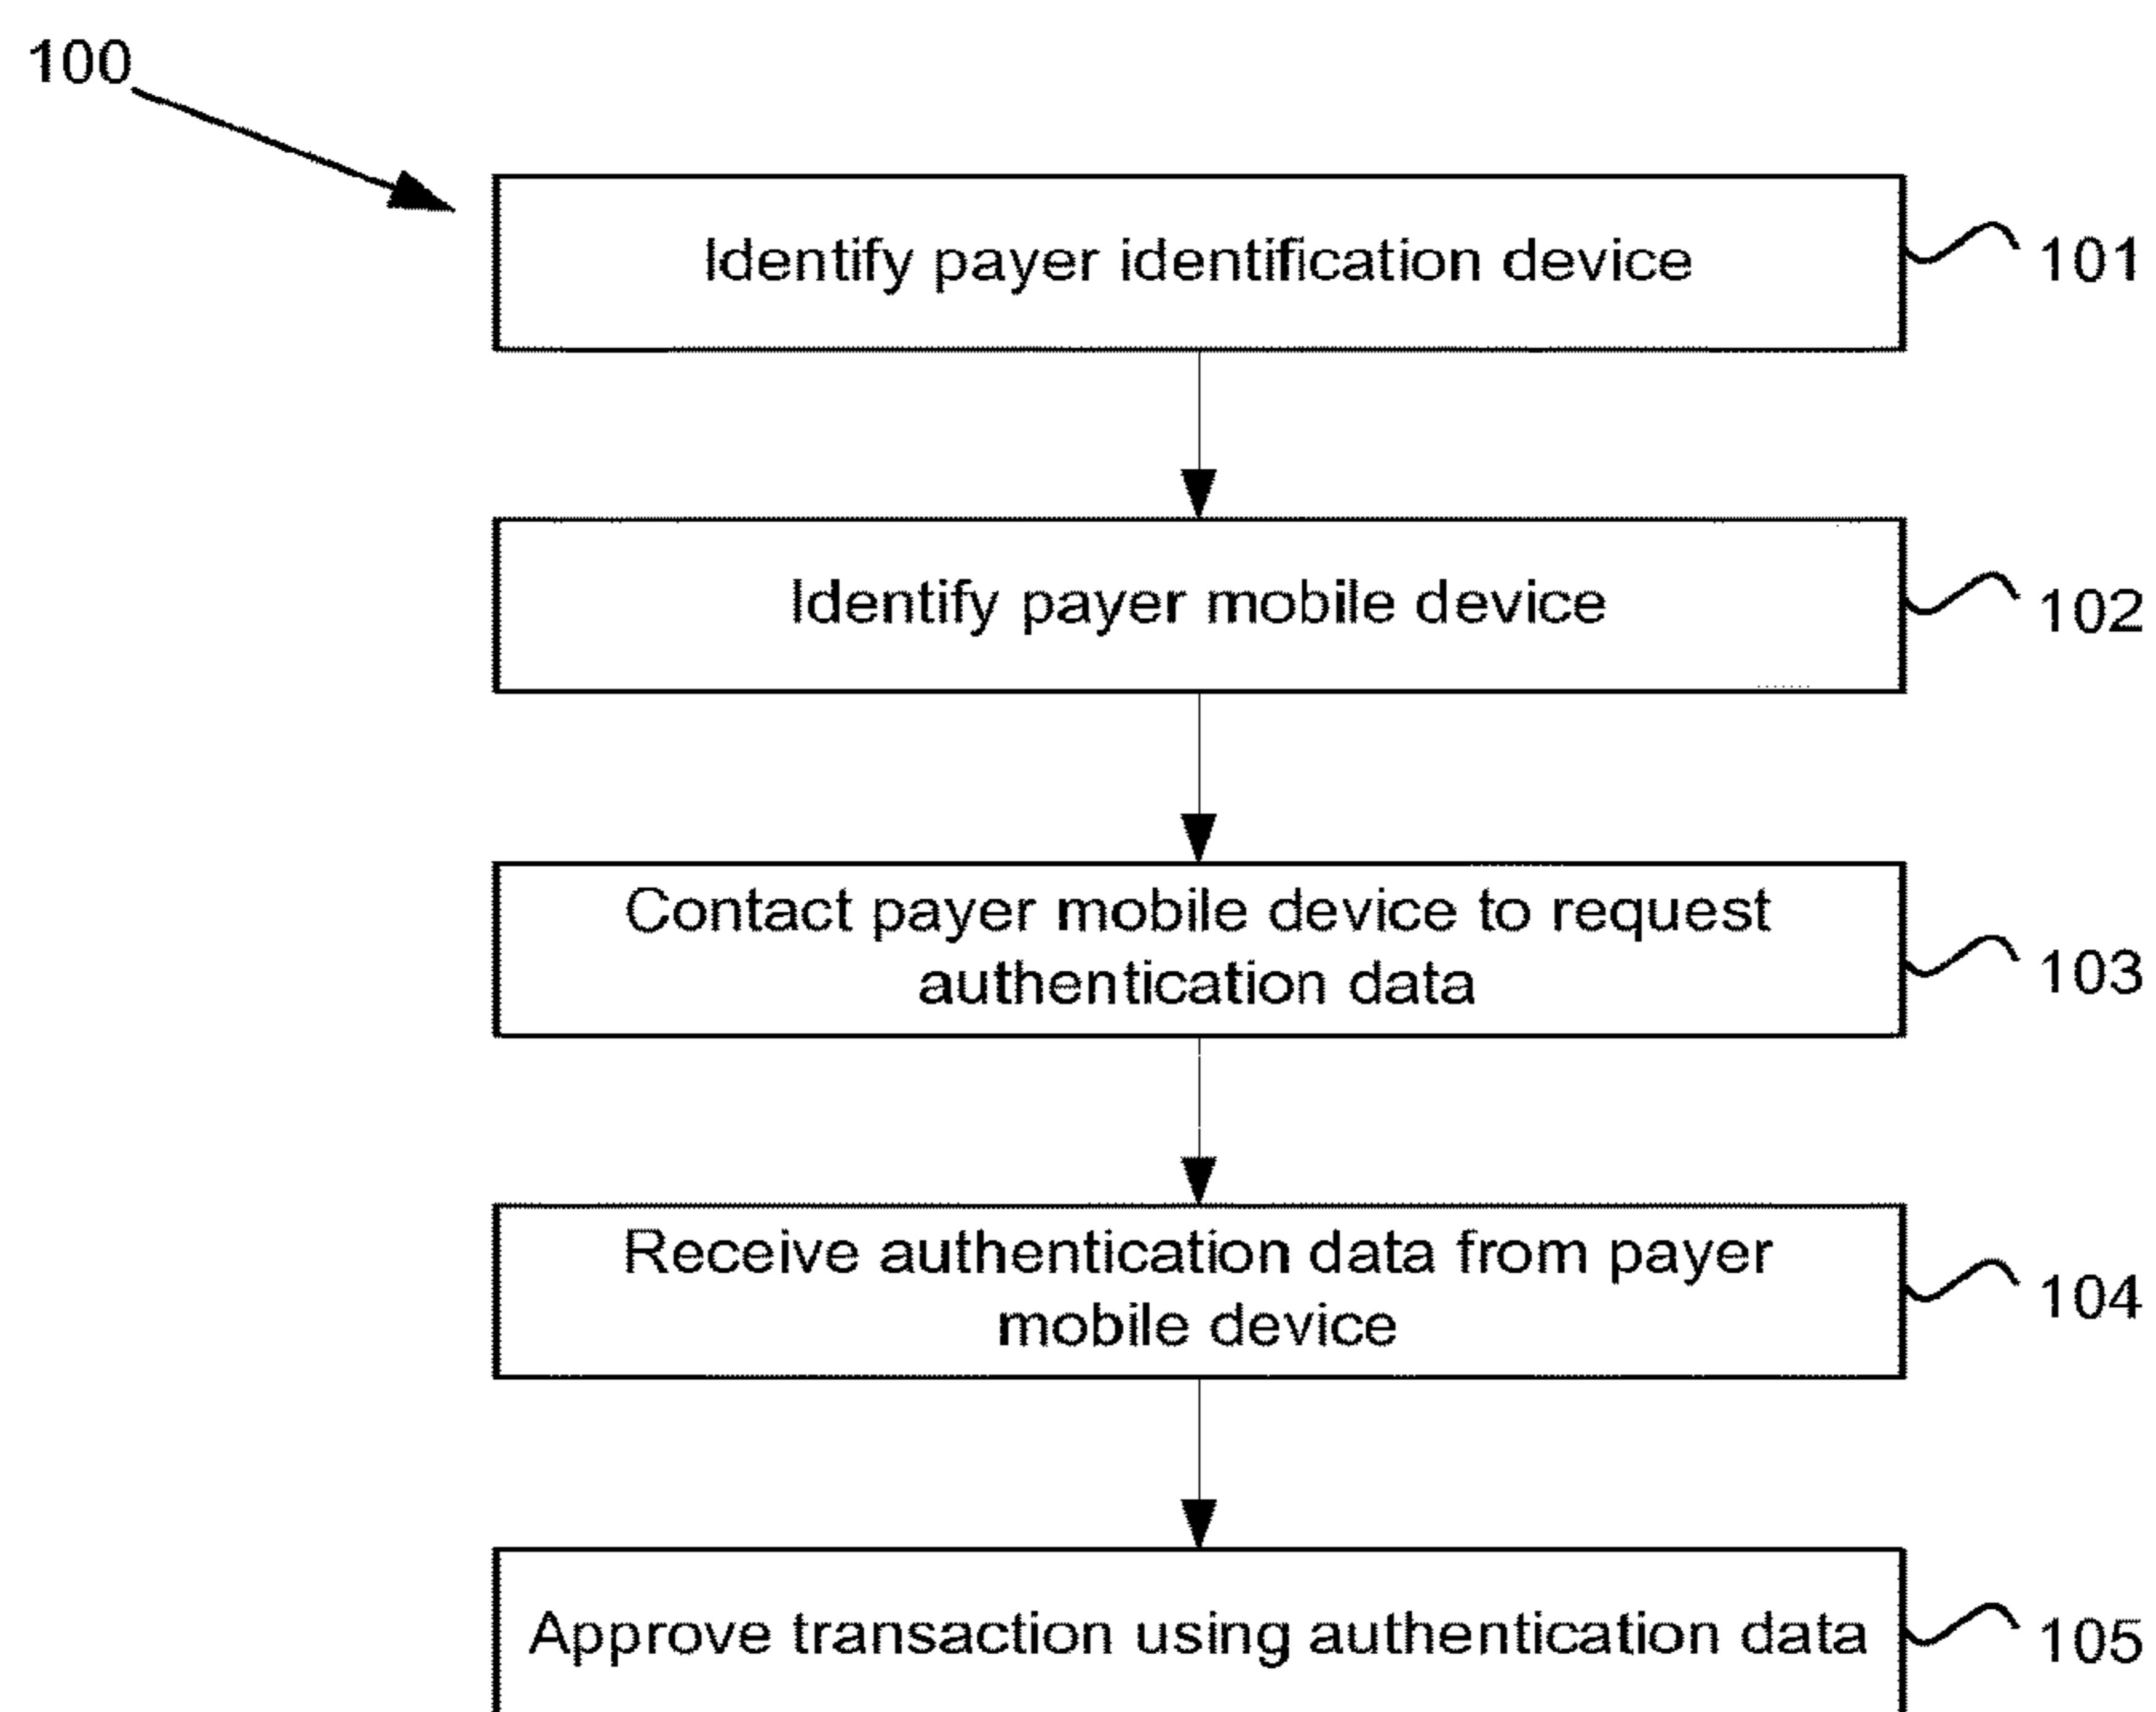 100
Identify payer identification device
101
Identify payer mobile device
102
Contact payer mobile device to request
authentication data
103
Receive authentication data from payer
mobile device
104
Approve transaction using authentication data
105